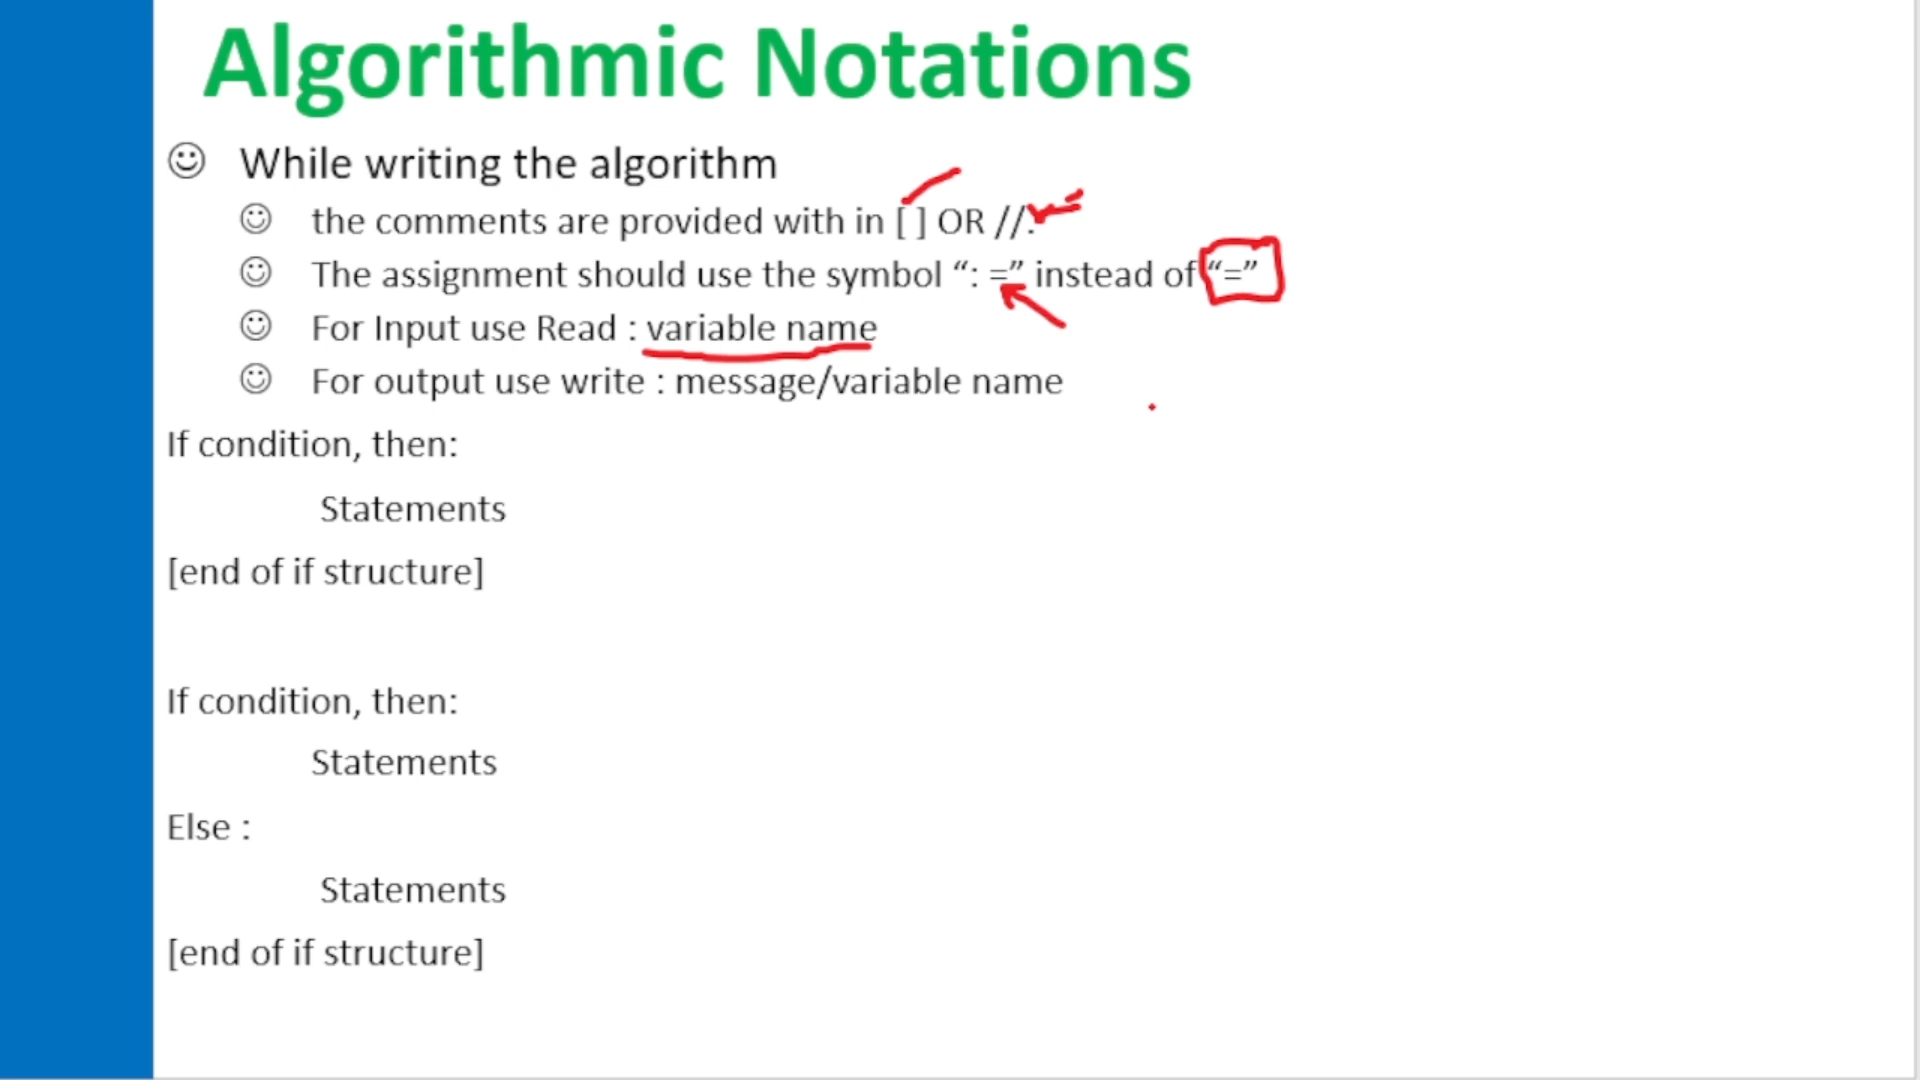 Algorithmic Notations
While writing the algorithm
the comments are provided with in [ ] OR //.
The assignment should use the symbol “: =” instead of “=”
For Input use Read : variable name
For output use write : message/variable name
If condition, then:
Statements
[end of if structure]
If condition, then:
Statements
Else :
Statements
[end of if structure]